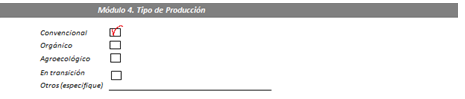 Módulo 4. Tipo de Producción
Convencional
Orgánico
Agroecológico
En transición
Otros (especifique)